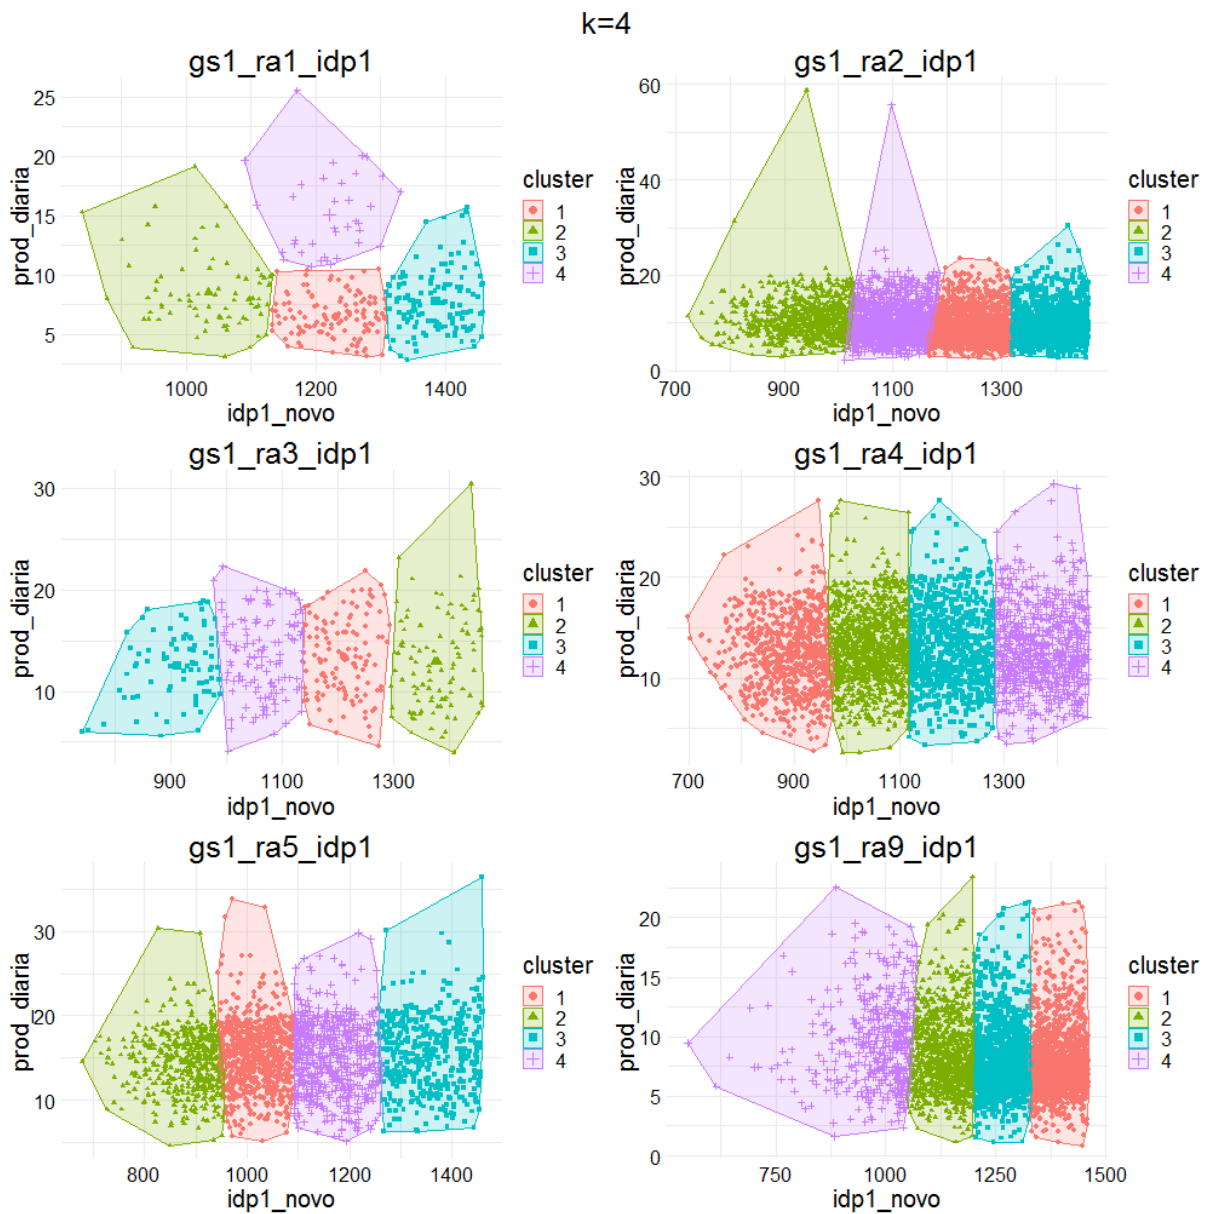 k=4
gs1_ra1_idp1
25
20
15
10
5
prod_diaria
1000 1200 1400
idp1_novo
cluster
1
2
3
4
gs1_ra2_idp1
60
40
20
0
prod_diaria
700 900 1100 1300
idp1_novo
cluster
1
2
3
4
gs1_ra3_idp1
30
20
10
prod_diaria
900 1100 1300
idp1_novo
cluster
1
2
3
4
gs1_ra4_idp1
30
20
10
prod_diaria
700 900 1100 1300
idp1_novo
cluster
1
2
3
4
gs1_ra5_idp1
30
20
10
prod_diaria
800 1000 1200 1400
idp1_novo
cluster
1
2
3
4
gs1_ra9_idp1
20
15
10
5
0
prod_diaria
750 1000 1250 1500
idp1_novo
cluster
1
2
3
4